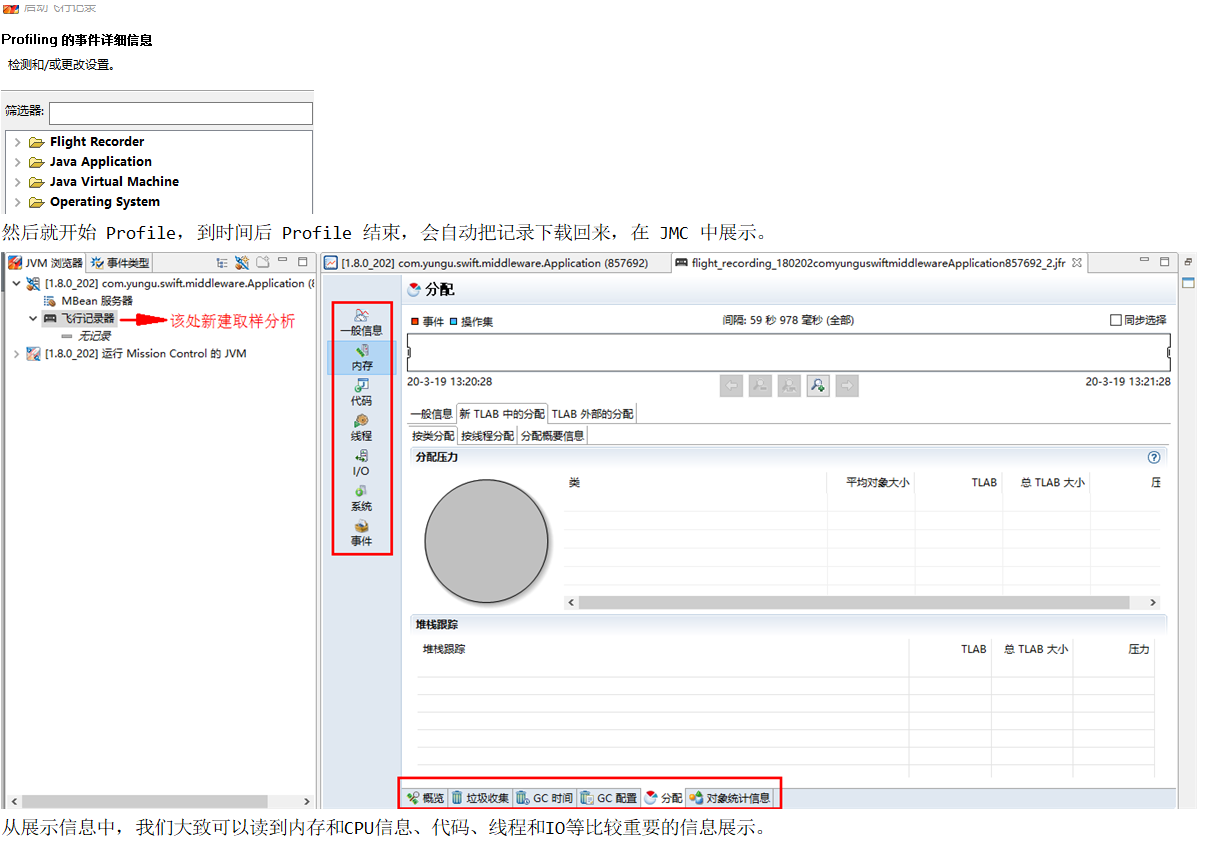 启动飞行记录
Profiling 的事件详细信息
检测和/或更改设置。
筛选器:
Flight Recorder
Java Application
Java Virtual Machine
Operating System
然后就开始 Profile，到时间后 Profile 结束，会自动把记录下载回来，在 JMC 中展示。
JVM 浏览器 事件类型
[1.8.0_202] com.yungu.swift.middleware.Application (8
MBean 服务器
飞行记录器
该处新建取样分析
无记录
[1.8.0_202] 运行 Mission Control 的 JVM
[1.8.0_202] com.yungu.swift.middleware.Application (857692)
flight_recording_180202comyunguswiftmiddlewareApplication857692_2.jfr
一般信息
内存
代码
线程
I/O
系统
事件
分配
事件 操作集
间隔: 59 秒 978 毫秒 (全部)
同步选择
20-3-19 13:20:28
20-3-19 13:21:28
一般信息 新 TLAB 中的分配 TLAB 外部的分配
按类分配 按线程分配 分配概要信息
分配压力
类 平均对象大小 TLAB 总 TLAB 大小 压
堆栈跟踪
堆栈跟踪 TLAB 总 TLAB 大小 压力
概览 垃圾收集 GC 时间 GC 配置 分配 对象统计信息
从展示信息中，我们大致可以读到内存和CPU信息、代码、线程和IO等比较重要的信息展示。